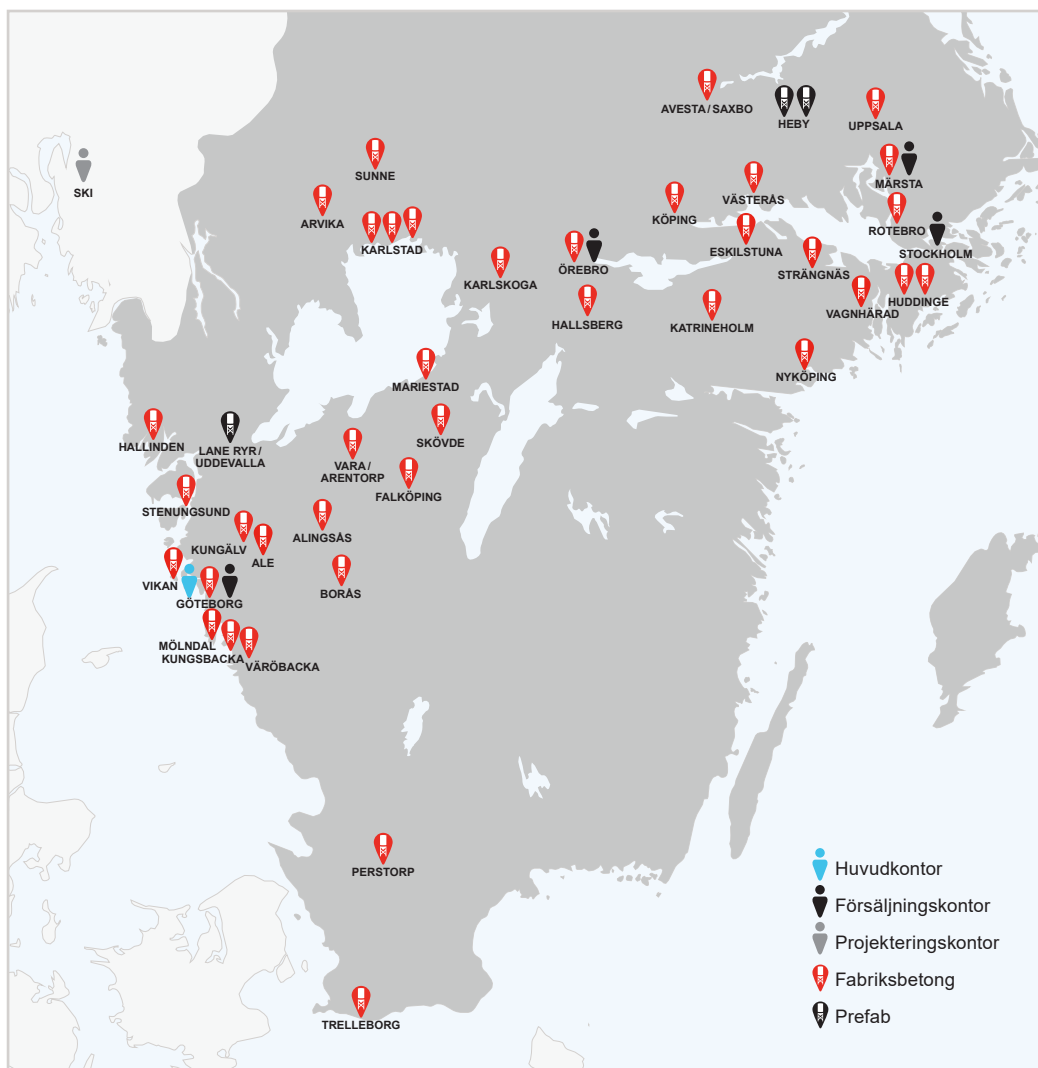 AVESTA / SAXBO
HEBY
UPPSALA
SKI
SUNNE
MÄRSTA
ARVIKA
KÖPING
VÄSTERÅS
ROTEBRO
KARLSTAD
ESKILSTUNA
STOCKHOLM
KARLSKOGA
ÖREBRO
STRÄNGNÄS
HUDDINGE
HALLSBERG
KATRINEHOLM
VAGNHÄRAD
NYKÖPING
MARIESTAD
HALLINDEN
LANE RYR /
UDDEVALLA
SKÖVDE
VARA /
ARENTORP
FALKÖPING
STENUNGSUND
ALINGSÅS
KUNGÄLV
ALE
VIKAN
BORÅS
GÖTEBORG
MÖLNDAL
KUNGSBACKA
VÄRÖBACKA
PERSTORP
TRELLEBORG
Huvudkontor
Försäljningskontor
Projekteringskontor
Fabriksbetong
Prefab